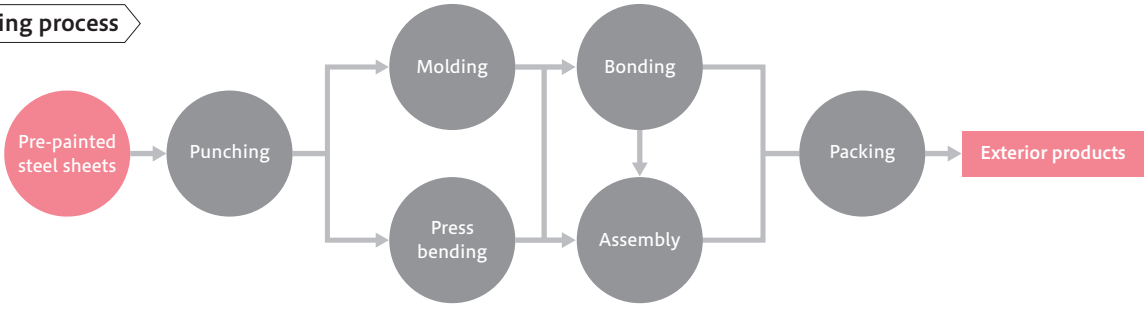 ing process
Pre-painted
steel sheets
Punching
Molding
Press
bending
Bonding
Assembly
Packing
Exterior products